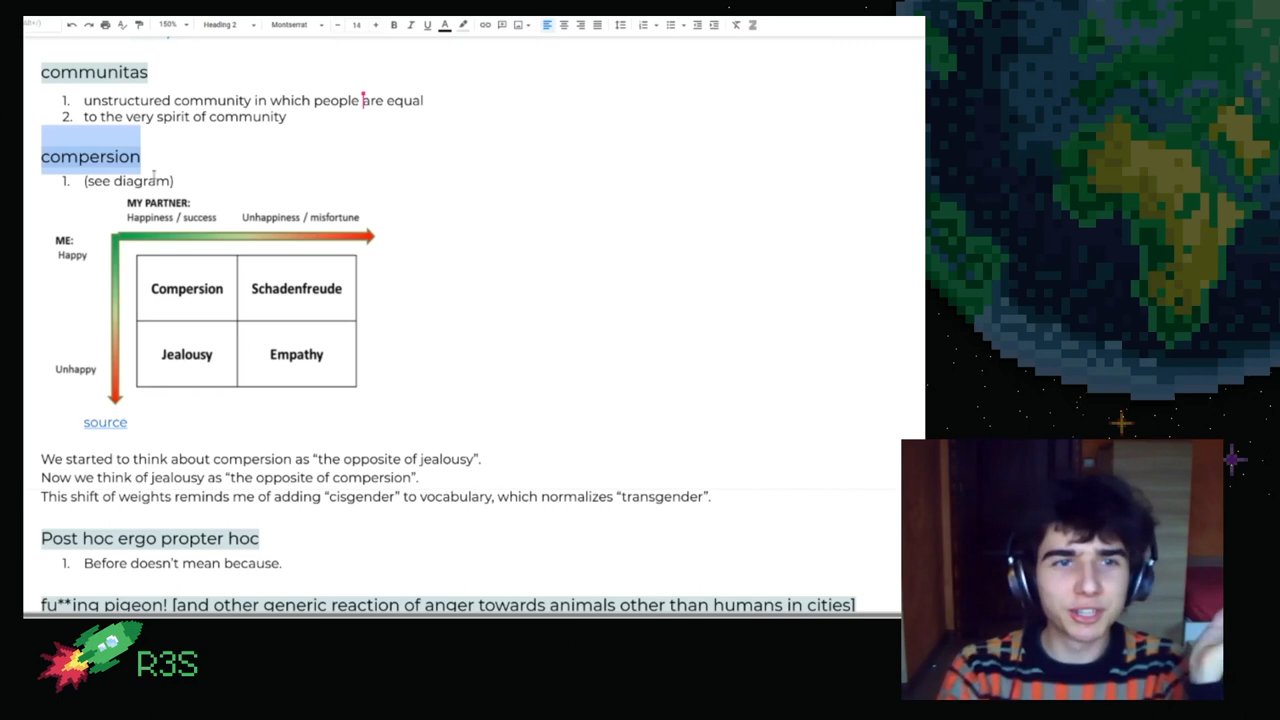 150% Heading 2 Montserrat - 14 + B I U A
communitas
1. unstructured community in which people are equal
2. to the very spirit of community
compersion
1. (see diagram)
MY PARTNER:
Happiness / success Unhappiness / misfortune
ME:
Happy
Compersion Schadenfreude
Jealousy Empathy
Unhappy
source
We started to think about compersion as “the opposite of jealousy”.
Now we think of jealousy as “the opposite of compersion”.
This shift of weights reminds me of adding “cisgender” to vocabulary, which normalizes “transgender”.
Post hoc ergo propter hoc
1. Before doesn’t mean because.
fu**ing pigeon! [and other generic reaction of anger towards animals other than humans in cities]
R3S